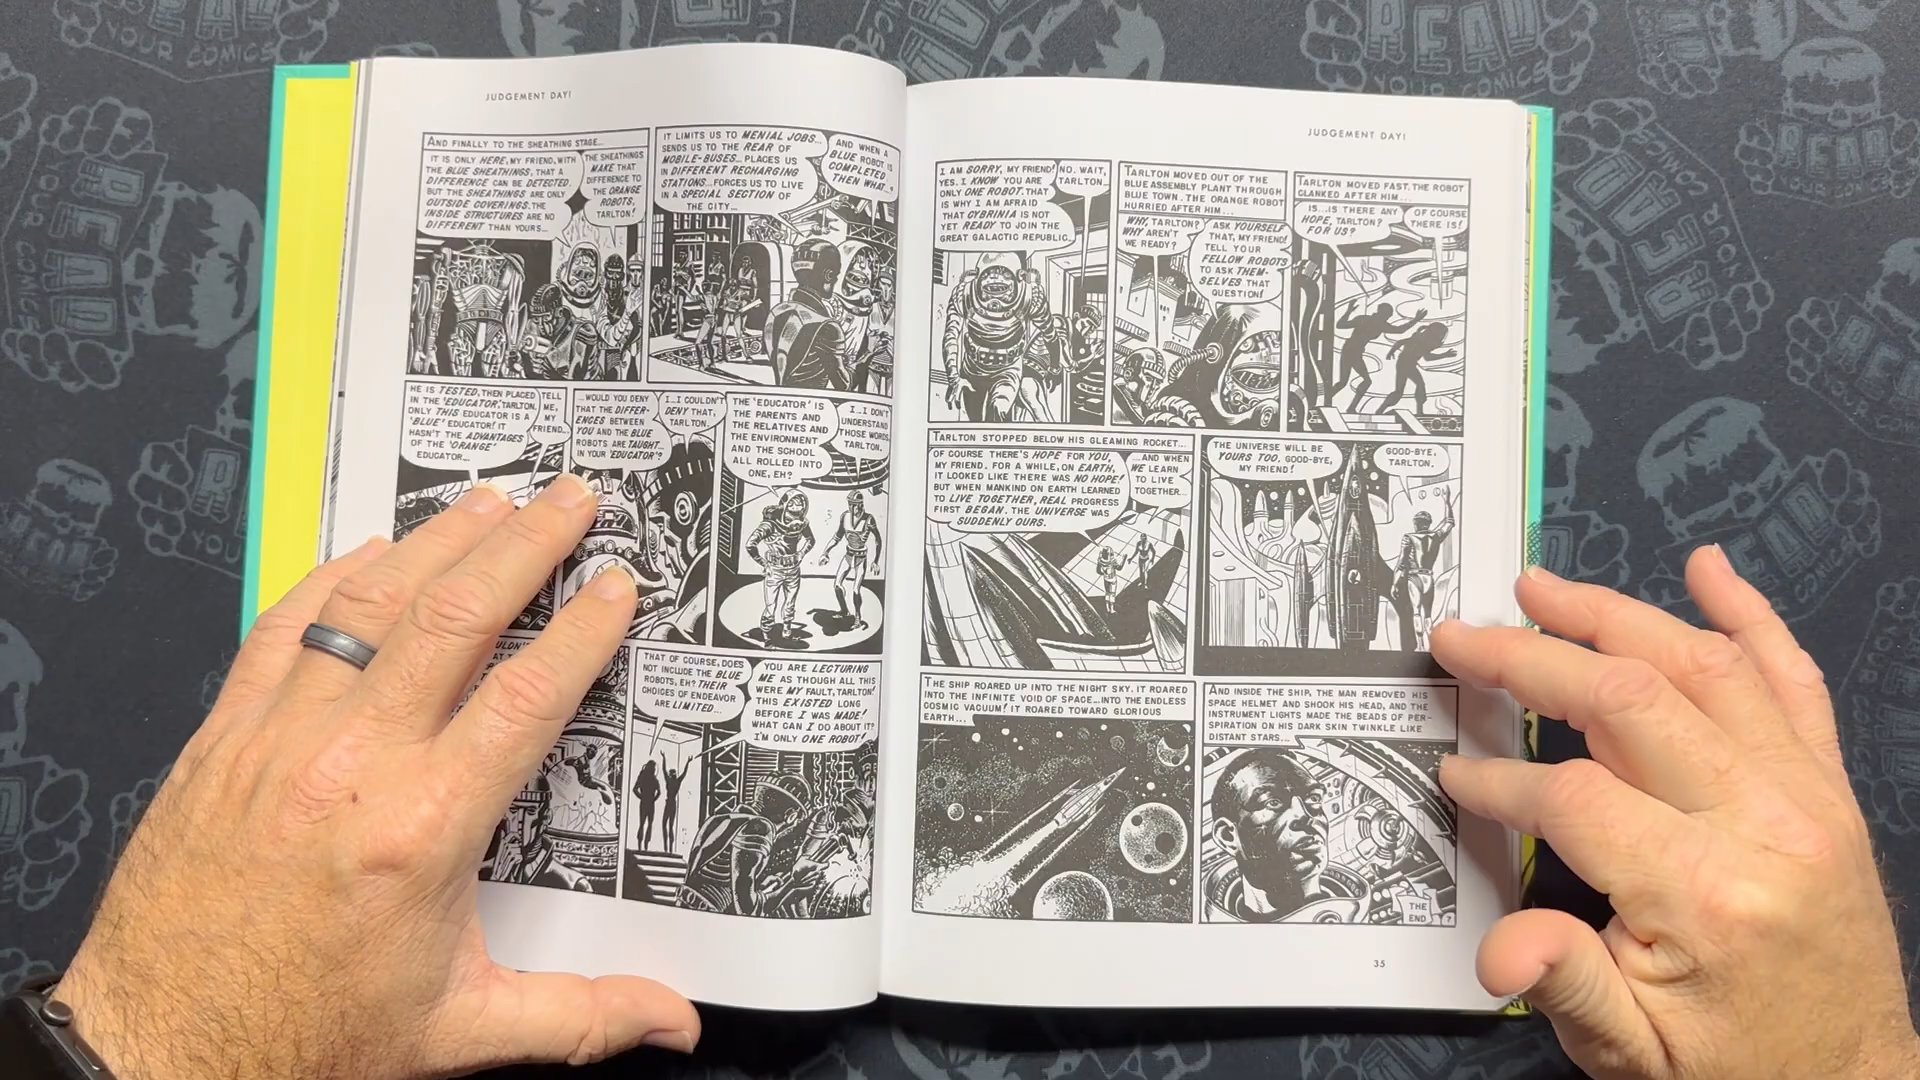 JUDGEMENT DAY!
AND FINALLY TO THE SHEATHING STAGE...
IT IS ONLY HERE, MY FRIEND, WITH
THE BLUE SHEATHINGS, THAT A
DIFFERENCE CAN BE DETECTED.
BUT THE SHEATHINGS ARE ONLY
OUTSIDE COVERINGS. THE
INSIDE STRUCTURES ARE NO
DIFFERENT THAN YOURS...
THE SHEATHINGS
MAKE THAT
DIFFERENCE TO
THE ORANGE
ROBOTS,
TARLTON!
IT LIMITS US TO MENIAL JOBS...
SENDS US TO THE REAR OF
MOBILE-BUSES... PLACES US
IN DIFFERENT RECHARGING
STATIONS... FORCES US TO LIVE
IN A SPECIAL SECTION OF
THE CITY...
AND WHEN A
BLUE ROBOT IS
COMPLETED,
THEN WHAT...?
HE IS TESTED, THEN PLACED
IN THE 'EDUCATOR,' TARLTON.
ONLY THIS EDUCATOR IS A
'BLUE' EDUCATOR! IT
HASN'T THE ADVANTAGES
OF THE 'ORANGE'
EDUCATOR...
TELL
ME,
MY
FRIEND...
...WOULD YOU DENY
THAT THE DIFFER-
ENCES BETWEEN
YOU AND THE BLUE
ROBOTS ARE TAUGHT
IN YOUR 'EDUCATOR'?
I...I COULDN'T
DENY THAT,
TARLTON.
THE 'EDUCATOR' IS
THE PARENTS AND
THE RELATIVES AND
THE ENVIRONMENT
AND THE SCHOOL
ALL ROLLED INTO
ONE, EH?
I...I DON'T
UNDERSTAND
THOSE WORDS,
TARLTON.
THAT OF COURSE, DOES
NOT INCLUDE THE BLUE
ROBOTS, EH? THEIR
CHOICES OF ENDEAVOR
ARE LIMITED...
YOU ARE LECTURING
ME AS THOUGH ALL THIS
WERE MY FAULT, TARLTON!
THIS EXISTED LONG
BEFORE I WAS MADE!
WHAT CAN I DO ABOUT IT?
I'M ONLY ONE ROBOT!
JUDGEMENT DAY!
I AM SORRY, MY FRIEND!
YES. I KNOW YOU ARE
ONLY ONE ROBOT. THAT
IS WHY I AM AFRAID
THAT CYBRINIA IS NOT
YET READY TO JOIN THE
GREAT GALACTIC REPUBLIC.
NO. WAIT,
TARLTON...
TARLTON MOVED OUT OF THE
BLUE ASSEMBLY PLANT THROUGH
BLUE TOWN. THE ORANGE ROBOT
HURRIED AFTER HIM...
WHY, TARLTON?
WHY AREN'T
WE READY?
ASK YOURSELF
THAT, MY FRIEND!
TELL YOUR
FELLOW ROBOTS
TO ASK THEM-
SELVES THAT
QUESTION!
TARLTON MOVED FAST. THE ROBOT
CLANKED AFTER HIM...
IS...IS THERE ANY
HOPE, TARLTON?
FOR US?
OF COURSE
THERE IS!
TARLTON STOPPED BELOW HIS GLEAMING ROCKET...
OF COURSE THERE'S HOPE FOR YOU,
MY FRIEND. FOR A WHILE, ON EARTH,
IT LOOKED LIKE THERE WAS NO HOPE!
BUT WHEN MANKIND ON EARTH LEARNED
TO LIVE TOGETHER, REAL PROGRESS
FIRST BEGAN. THE UNIVERSE WAS
SUDDENLY OURS.
...AND WHEN
WE LEARN
TO LIVE
TOGETHER...
THE UNIVERSE WILL BE
YOURS TOO. GOOD-BYE,
MY FRIEND!
GOOD-BYE,
TARLTON.
THE SHIP ROARED UP INTO THE NIGHT SKY. IT ROARED
INTO THE INFINITE VOID OF SPACE...INTO THE ENDLESS
COSMIC VACUUM! IT ROARED TOWARD GLORIOUS
EARTH...
AND INSIDE THE SHIP, THE MAN REMOVED HIS
SPACE HELMET AND SHOOK HIS HEAD, AND THE
INSTRUMENT LIGHTS MADE THE BEADS OF PER-
SPIRATION ON HIS DARK SKIN TWINKLE LIKE
DISTANT STARS...
THE
END
7
35
READ
YOUR COMICS
READ
YOUR COMICS
READ
READ